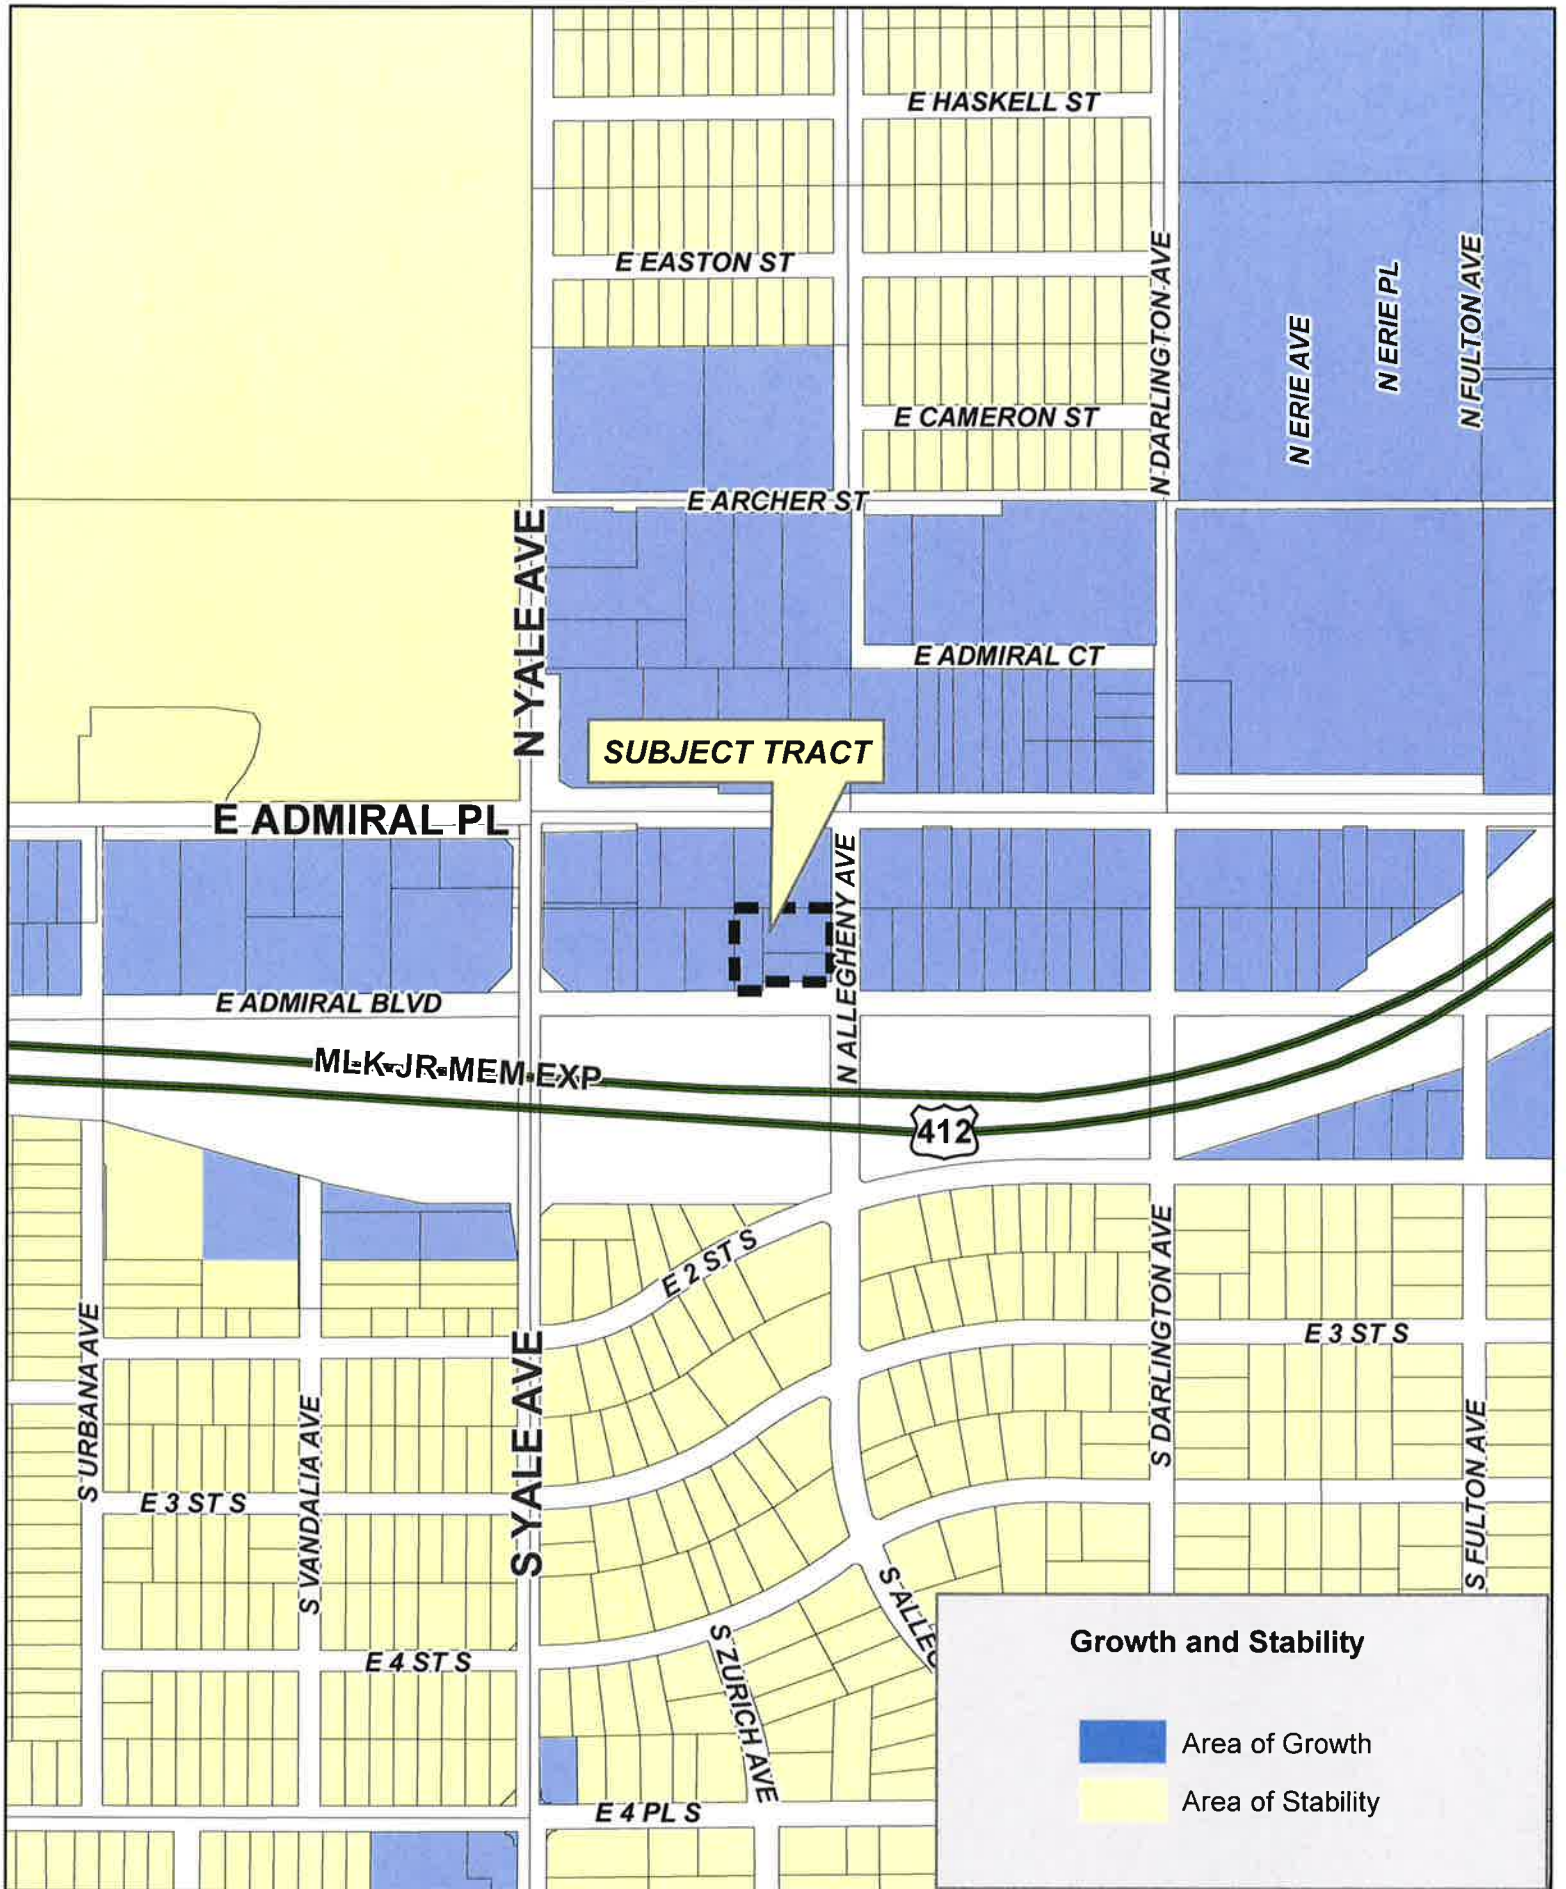 E HASKELL ST
E EASTON ST
N DARLINGTON AVE
N ERIE AVE
N ERIE PL
N FULTON AVE
E CAMERON ST
E ARCHER ST
N YALE AVE
E ADMIRAL CT
SUBJECT TRACT
E ADMIRAL PL
N ALLEGHENY AVE
E ADMIRAL BLVD
MLK JR MEM EXP
412
E 2 ST S
S URBANA AVE
S VANDALIA AVE
S YALE AVE
S DARLINGTON AVE
E 3 ST S
S FULTON AVE
E 3 ST S
E 4 ST S
S ZURICH AVE
S ALLEG
E 4 PL S
Growth and Stability
Area of Growth
Area of Stability